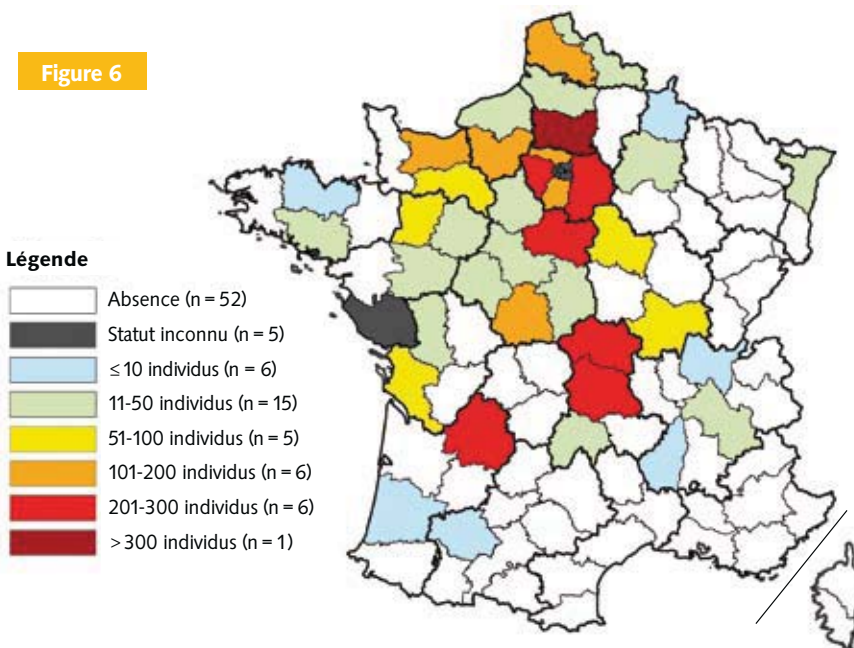 Figure 6
Légende
Absence (n = 52)
Statut inconnu (n = 5)
≤ 10 individus (n = 6)
11-50 individus (n = 15)
51-100 individus (n = 5)
101-200 individus (n = 6)
201-300 individus (n = 6)
> 300 individus (n = 1)